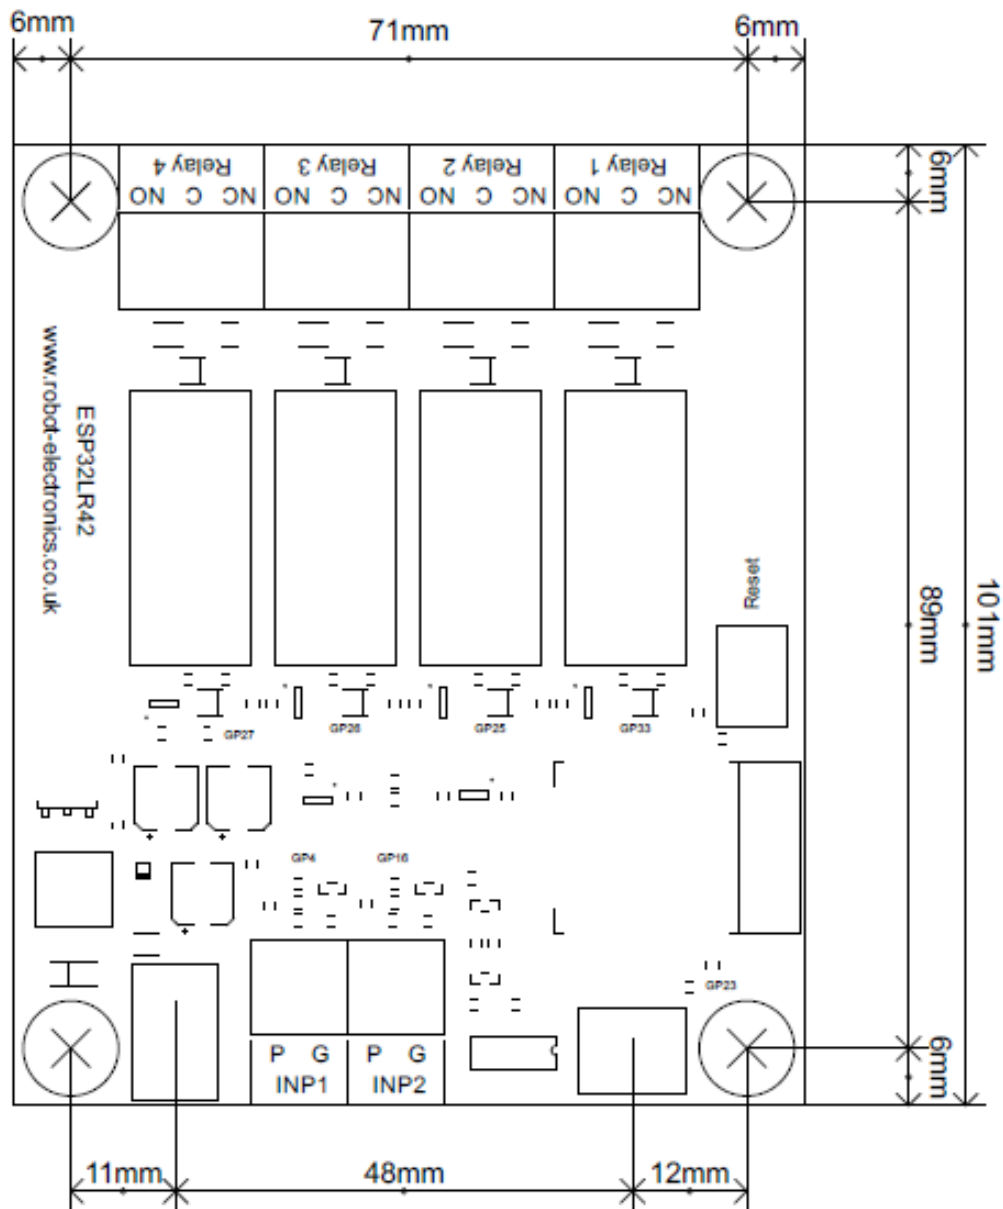 6mm 71mm 6mm
Relay 4 Relay 3 Relay 2 Relay 1
NO C NC NO C NC NO C NC NO C NC
6mm
www.robot-electronics.co.uk
ESP32LR42
Reset
89mm
101mm
GP27 GP26 GP25 GP33
GP4 GP16
GP23
P G P G
INP1 INP2
6mm
11mm 48mm 12mm